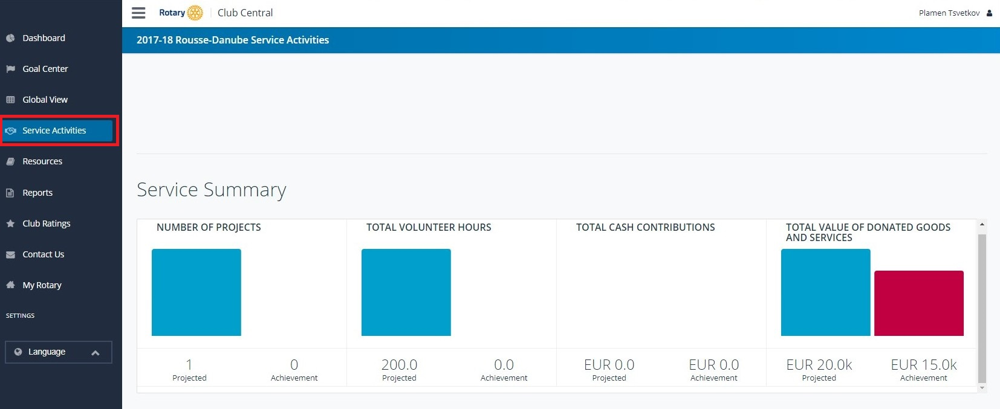 Rotary Club Central
Plamen Tsvetkov
2017-18 Rousse-Danube Service Activities
Dashboard
Goal Center
Global View
Service Activities
Resources
Reports
Club Ratings
Contact Us
My Rotary
SETTINGS
Language
Service Summary
NUMBER OF PROJECTS
1 0
Projected Achievement
TOTAL VOLUNTEER HOURS
200.0 0.0
Projected Achievement
TOTAL CASH CONTRIBUTIONS
EUR 0.0 EUR 0.0
Projected Achievement
TOTAL VALUE OF DONATED GOODS
AND SERVICES
EUR 20.0k EUR 15.0k
Projected Achievement